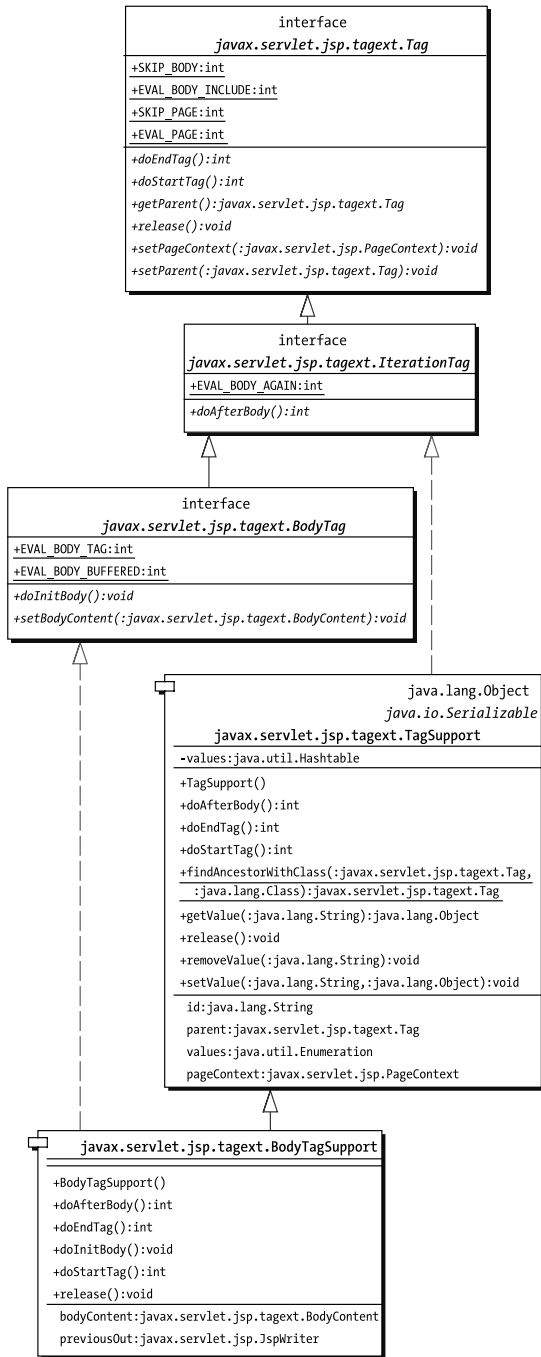 interface
javax.servlet.jsp.tagext.Tag
+SKIP_BODY:int
+EVAL_BODY_INCLUDE:int
+SKIP_PAGE:int
+EVAL_PAGE:int
+doEndTag():int
+doStartTag():int
+getParent():javax.servlet.jsp.tagext.Tag
+release():void
+setPageContext(:javax.servlet.jsp.PageContext):void
+setParent(:javax.servlet.jsp.tagext.Tag):void
interface
javax.servlet.jsp.tagext.IterationTag
+EVAL_BODY_AGAIN:int
+doAfterBody():int
interface
javax.servlet.jsp.tagext.BodyTag
+EVAL_BODY_TAG:int
+EVAL_BODY_BUFFERED:int
+doInitBody():void
+setBodyContent(:javax.servlet.jsp.tagext.BodyContent):void
java.lang.Object
java.io.Serializable
javax.servlet.jsp.tagext.TagSupport
-values:java.util.Hashtable
+TagSupport()
+doAfterBody():int
+doEndTag():int
+doStartTag():int
+findAncestorWithClass(:javax.servlet.jsp.tagext.Tag,
:java.lang.Class):javax.servlet.jsp.tagext.Tag
+getValue(:java.lang.String):java.lang.Object
+release():void
+removeValue(:java.lang.String):void
+setValue(:java.lang.String,:java.lang.Object):void
id:java.lang.String
parent:javax.servlet.jsp.tagext.Tag
values:java.util.Enumeration
pageContext:javax.servlet.jsp.PageContext
javax.servlet.jsp.tagext.BodyTagSupport
+BodyTagSupport()
+doAfterBody():int
+doEndTag():int
+doInitBody():void
+doStartTag():int
+release():void
bodyContent:javax.servlet.jsp.tagext.BodyContent
previousOut:javax.servlet.jsp.JspWriter